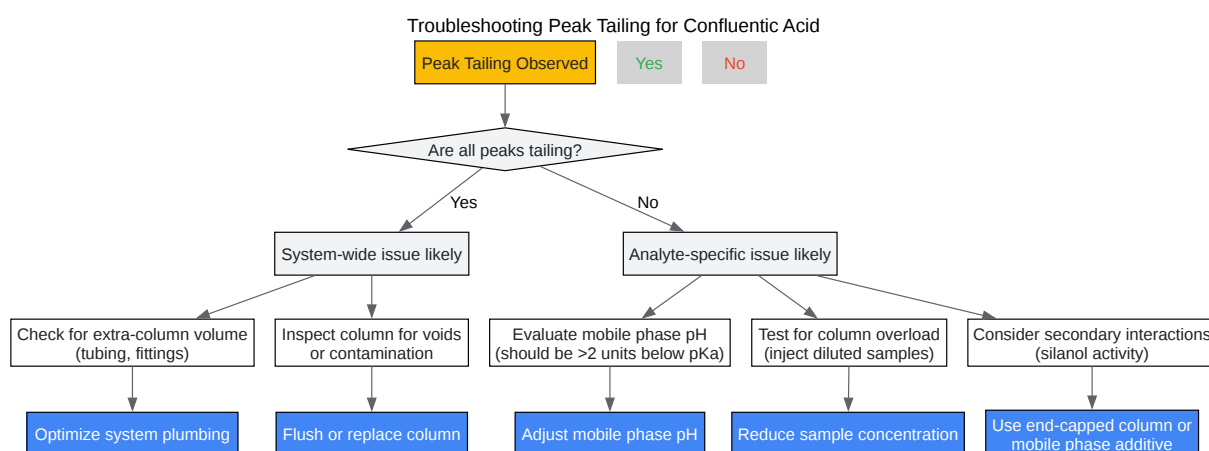 Troubleshooting Peak Tailing for Confluentic Acid
Peak Tailing Observed
Yes
No
Are all peaks tailing?
Yes
No
System-wide issue likely
Analyte-specific issue likely
Check for extra-column volume
(tubing, fittings)
Inspect column for voids
or contamination
Evaluate mobile phase pH
(should be >2 units below pKa)
Test for column overload
(inject diluted samples)
Consider secondary interactions
(silanol activity)
Optimize system plumbing
Flush or replace column
Adjust mobile phase pH
Reduce sample concentration
Use end-capped column or
mobile phase additive